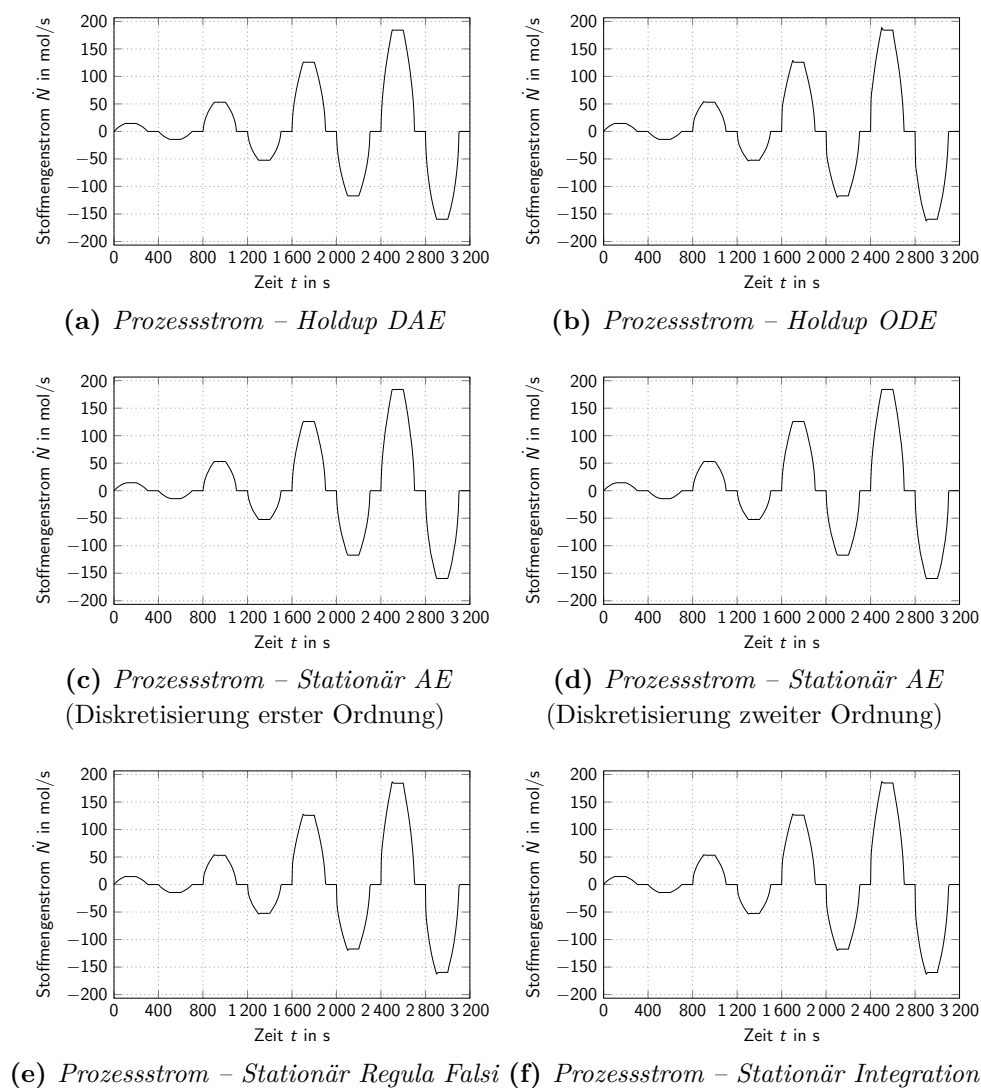 200
150
100
50
0
−50
−100
−150
−200
0 400 800 1 200 1 600 2 000 2 400 2 800 3 200
Stoffmengenstrom Ṅ in mol/s
Zeit t in s
(a) Prozessstrom – Holdup DAE
200
150
100
50
0
−50
−100
−150
−200
0 400 800 1 200 1 600 2 000 2 400 2 800 3 200
Stoffmengenstrom Ṅ in mol/s
Zeit t in s
(b) Prozessstrom – Holdup ODE
200
150
100
50
0
−50
−100
−150
−200
0 400 800 1 200 1 600 2 000 2 400 2 800 3 200
Stoffmengenstrom Ṅ in mol/s
Zeit t in s
(c) Prozessstrom – Stationär AE
(Diskretisierung erster Ordnung)
200
150
100
50
0
−50
−100
−150
−200
0 400 800 1 200 1 600 2 000 2 400 2 800 3 200
Stoffmengenstrom Ṅ in mol/s
Zeit t in s
(d) Prozessstrom – Stationär AE
(Diskretisierung zweiter Ordnung)
200
150
100
50
0
−50
−100
−150
−200
0 400 800 1 200 1 600 2 000 2 400 2 800 3 200
Stoffmengenstrom Ṅ in mol/s
Zeit t in s
(e) Prozessstrom – Stationär Regula Falsi
200
150
100
50
0
−50
−100
−150
−200
0 400 800 1 200 1 600 2 000 2 400 2 800 3 200
Stoffmengenstrom Ṅ in mol/s
Zeit t in s
(f) Prozessstrom – Stationär Integration